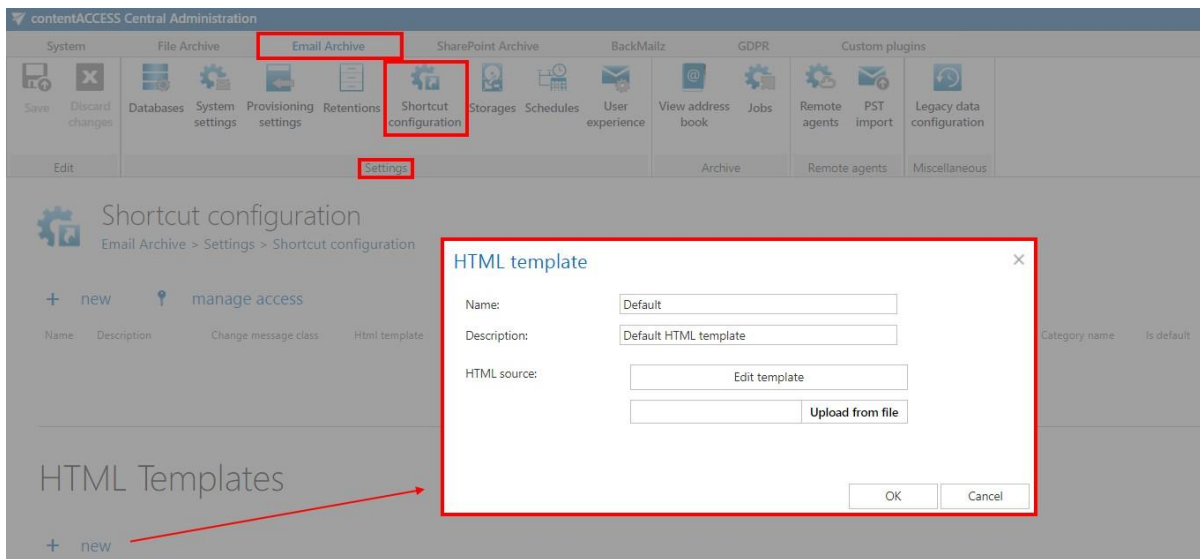 contentACCESS Central Administration
System File Archive Email Archive SharePoint Archive BackMailz GDPR Custom plugins
Save Discard changes Databases System settings Provisioning settings Retentions Shortcut configuration Storages Schedules User experience View address book Jobs Remote agents PST import Legacy data configuration
Edit Settings Archive Remote agents Miscellaneous
Shortcut configuration
Email Archive > Settings > Shortcut configuration
+ new manage access
Name Description Change message class Html template Category name Is default
HTML template
Name: Default
Description: Default HTML template
HTML source: Edit template
Upload from file
OK Cancel
HTML Templates
+ new